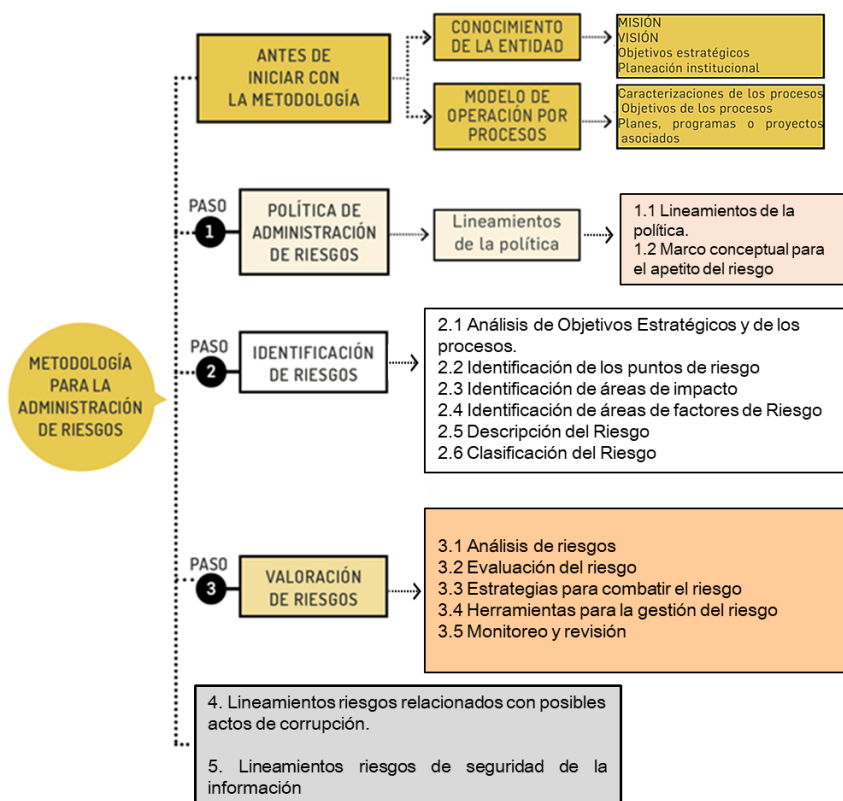 METODOLOGÍA
PARA LA
ADMINISTRACIÓN
DE RIESGOS
ANTES DE
INICIAR CON
LA METODOLOGÍA
CONOCIMIENTO
DE LA ENTIDAD
MISIÓN
VISIÓN
Objetivos estratégicos
Planeación institucional
MODELO DE
OPERACIÓN POR
PROCESOS
Caracterizaciones de los procesos
Objetivos de los procesos
Planes, programas o proyectos
asociados
PASO
1
POLÍTICA DE
ADMINISTRACIÓN
DE RIESGOS
Lineamientos
de la política
1.1 Lineamientos de la
política.
1.2 Marco conceptual para
el apetito del riesgo
PASO
2
IDENTIFICACIÓN
DE RIESGOS
2.1 Análisis de Objetivos Estratégicos y de los
procesos.
2.2 Identificación de los puntos de riesgo
2.3 Identificación de áreas de impacto
2.4 Identificación de áreas de factores de Riesgo
2.5 Descripción del Riesgo
2.6 Clasificación del Riesgo
PASO
3
VALORACIÓN
DE RIESGOS
3.1 Análisis de riesgos
3.2 Evaluación del riesgo
3.3 Estrategias para combatir el riesgo
3.4 Herramientas para la gestión del riesgo
3.5 Monitoreo y revisión
4. Lineamientos riesgos relacionados con posibles
actos de corrupción.
5. Lineamientos riesgos de seguridad de la
información